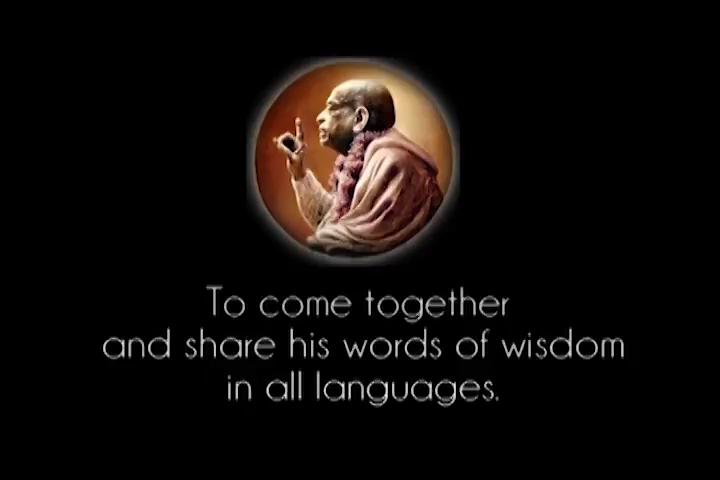 To come together
and share his words of wisdom
in all languages.